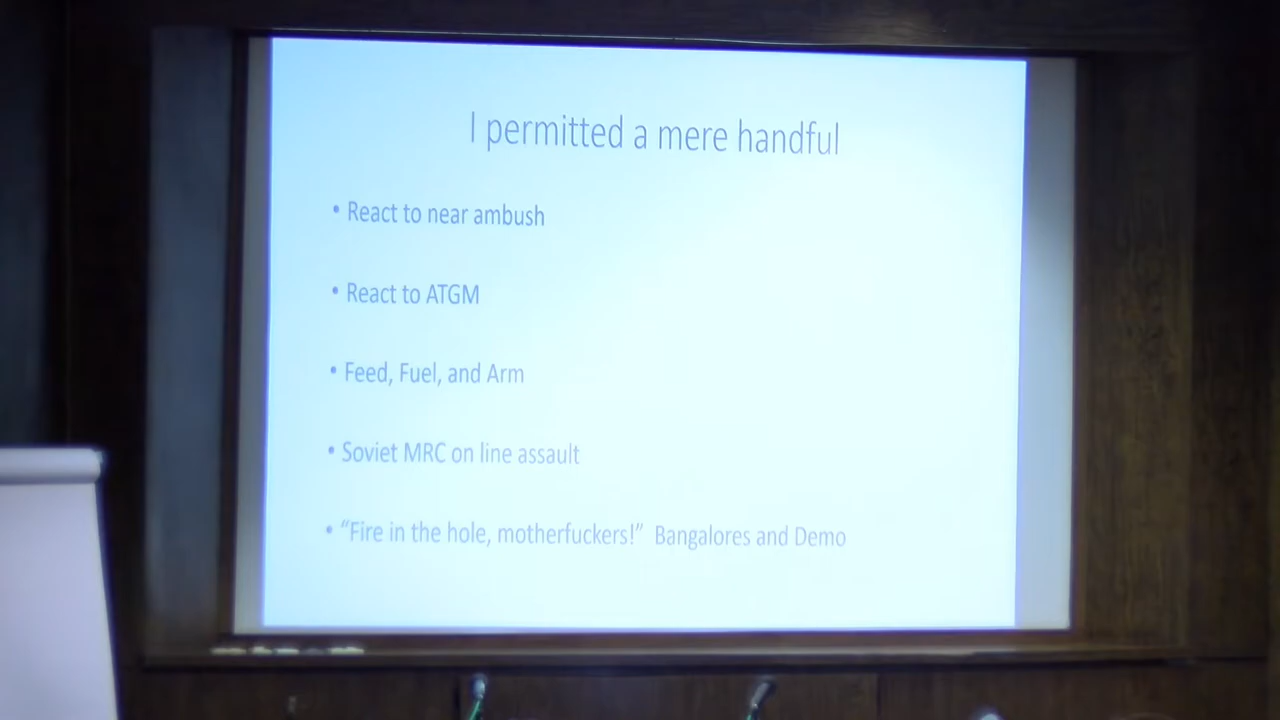 I permitted a mere handful
• React to near ambush
• React to ATGM
• Feed, Fuel, and Arm
• Soviet MRC on line assault
• “Fire in the hole, motherfuckers!”  Bangalores and Demo